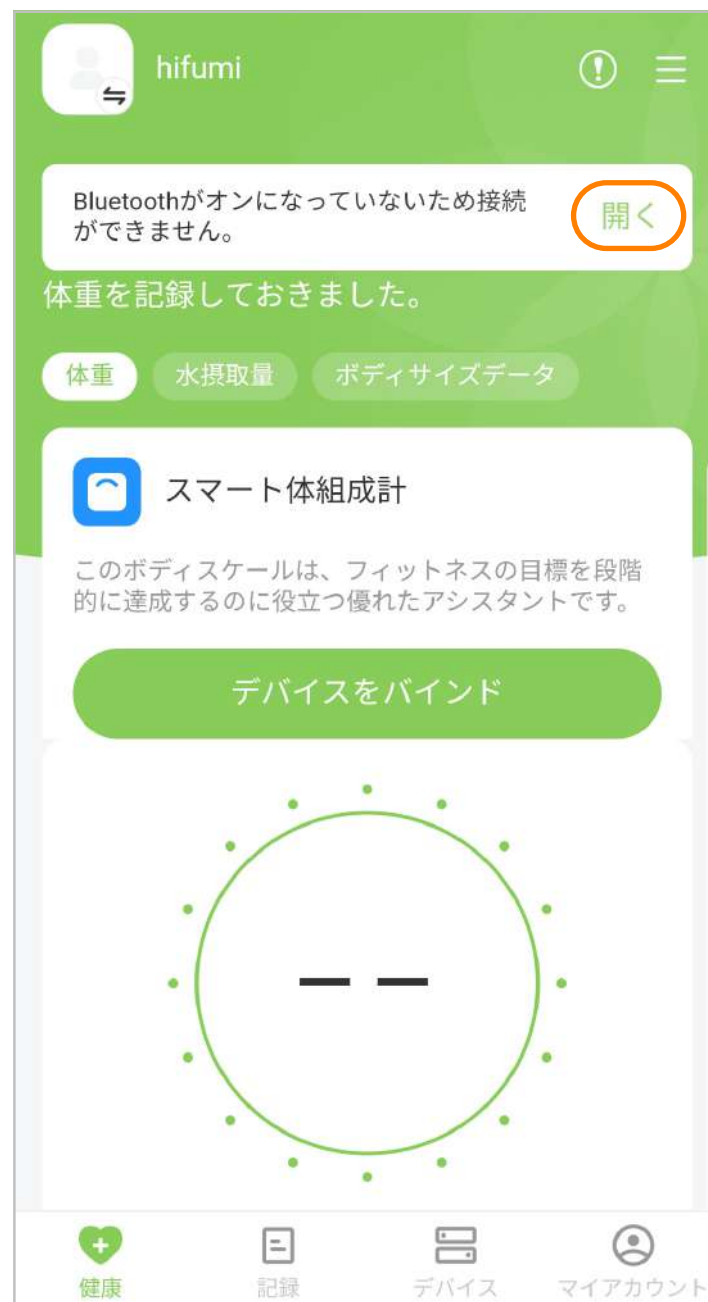 hifumi
Bluetoothがオンになっていないため接続
ができません。
開く
体重を記録しておきました。
体重
水摂取量
ボディサイズデータ
スマート体組成計
このボディスケールは、フィットネスの目標を段階
的に達成するのに役立つ優れたアシスタントです。
デバイスをバインド
– –
健康
記録
デバイス
マイアカウント